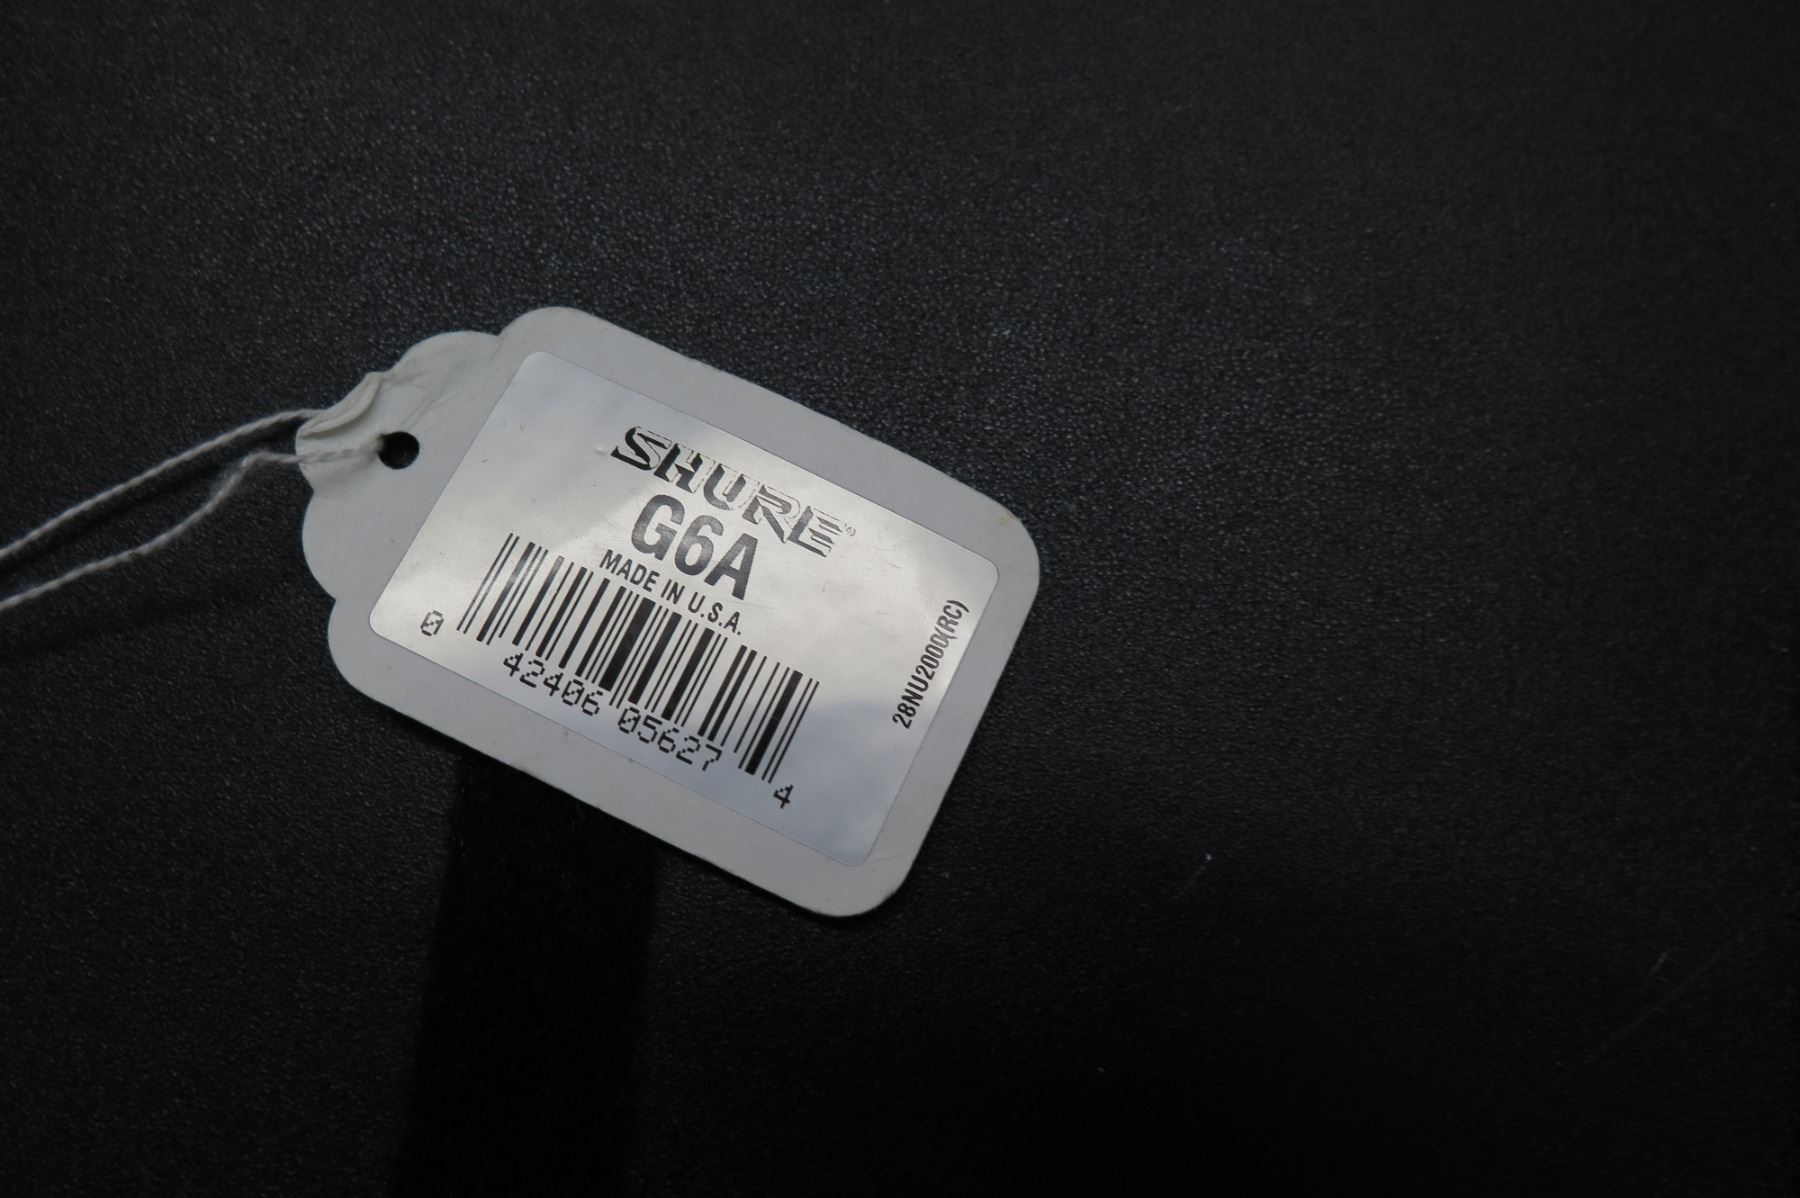 SHURE®
G6A
MADE IN U.S.A.
0 42406 05627 4
28NU2000(RC)